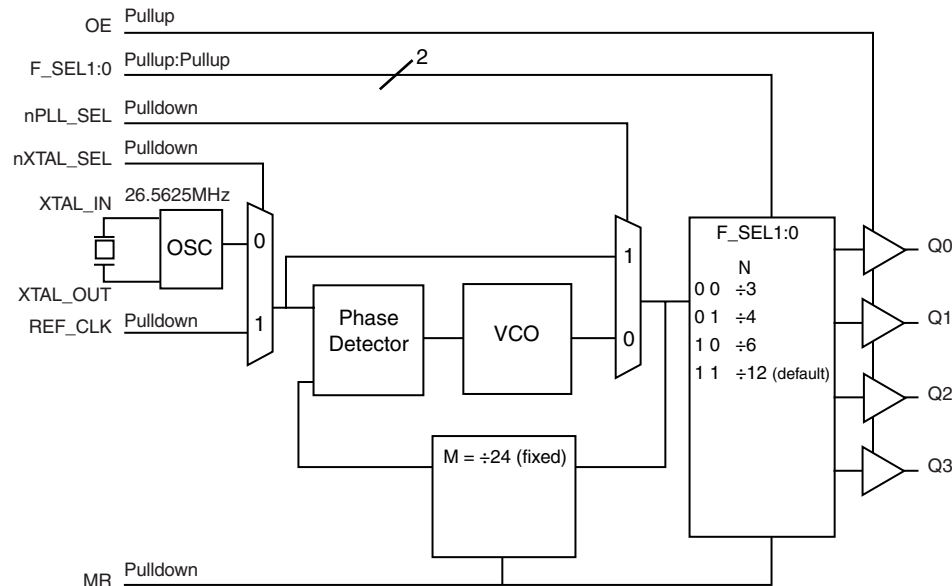 OE Pullup
F_SEL1:0 Pullup:Pullup 2
nPLL_SEL Pulldown
nXTAL_SEL Pulldown
XTAL_IN 26.5625MHz
OSC
XTAL_OUT
REF_CLK Pulldown
0
1
Phase
Detector
VCO
1
0
M = ÷24 (fixed)
F_SEL1:0
N
0 0 ÷3
0 1 ÷4
1 0 ÷6
1 1 ÷12 (default)
Q0
Q1
Q2
Q3
MR Pulldown